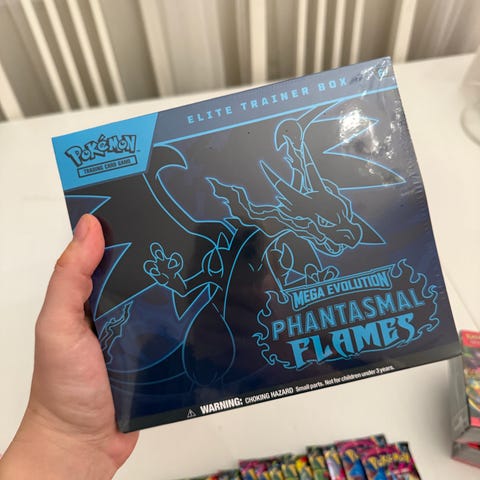 ELITE TRAINER BOX
POKÉMON
TRADING CARD GAME
MEGA EVOLUTION
PHANTASMAL
FLAMES
WARNING: CHOKING HAZARD Small parts. Not for children under 3 years.